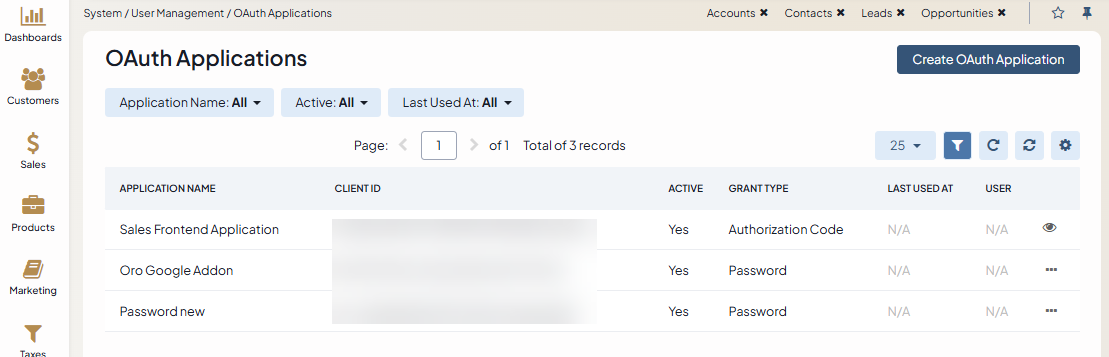 Dashboards
Customers
Sales
Products
Marketing
Taxes
System / User Management / OAuth Applications
Accounts ✖ Contacts ✖ Leads ✖ Opportunities ✖
OAuth Applications
Create OAuth Application
Application Name: All Active: All Last Used At: All
Page: 1 of 1 Total of 3 records
25
APPLICATION NAME CLIENT ID ACTIVE GRANT TYPE LAST USED AT USER
Sales Frontend Application Yes Authorization Code N/A N/A
Oro Google Addon Yes Password N/A N/A
Password new Yes Password N/A N/A